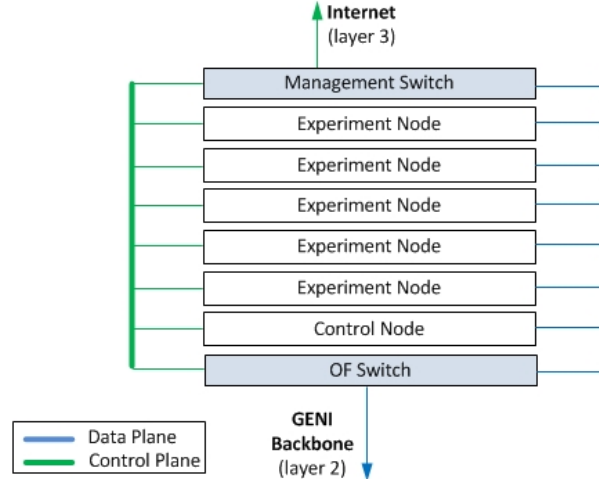 Internet
(layer 3)
Management Switch
Experiment Node
Experiment Node
Experiment Node
Experiment Node
Experiment Node
Control Node
OF Switch
GENI
Backbone
(layer 2)
Data Plane
Control Plane